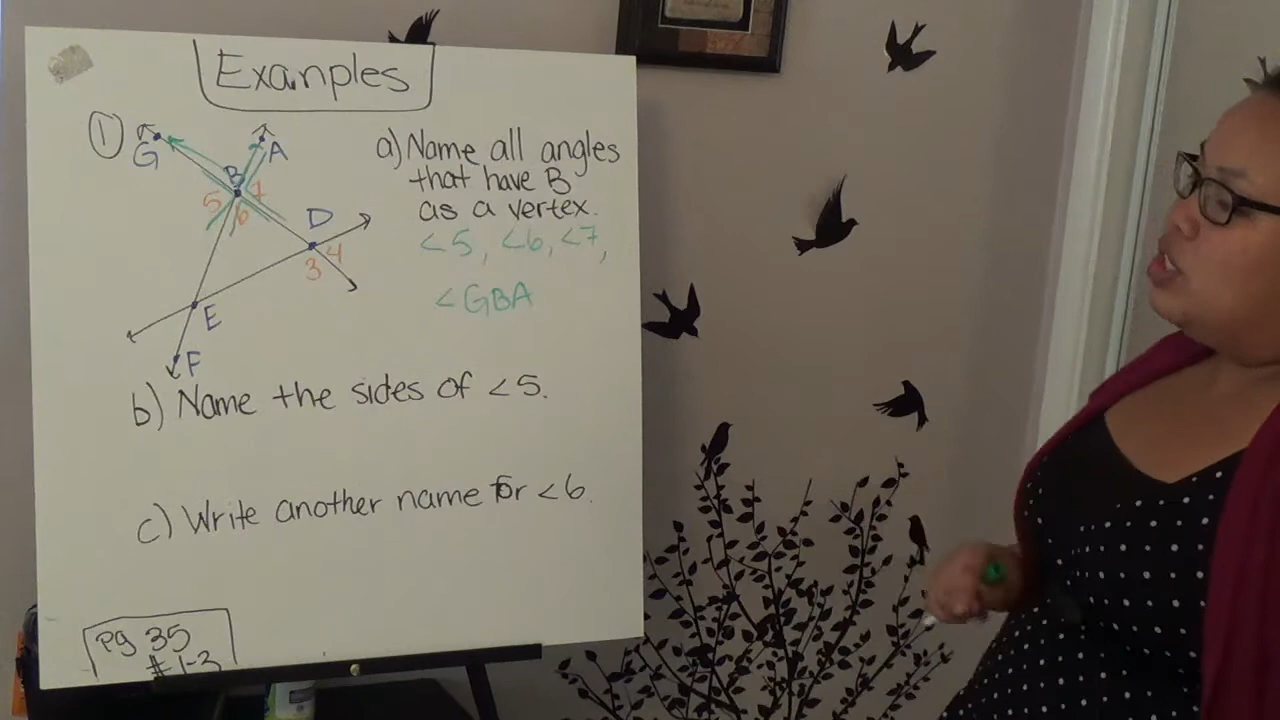 Examples
1
G
A
B
5
7
6
D
4
3
E
F
a) Name all angles
that have B
as a vertex.
<5, <6, <7,
<GBA
b) Name the sides of <5.
c) Write another name for <6.
Pg 35
# 1-3